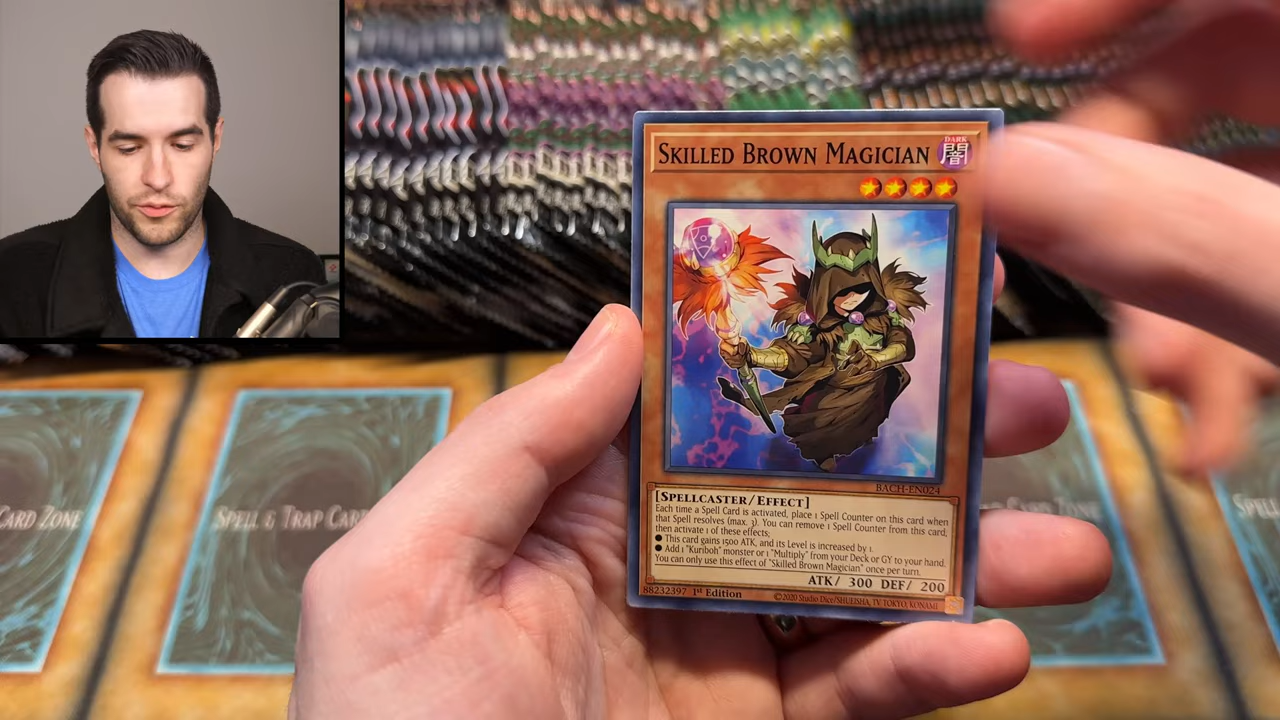 SKILLED BROWN MAGICIAN
DARK
闇
BACH-EN024
[SPELLCASTER/EFFECT]
Each time a Spell Card is activated, place 1 Spell Counter on this card when
that Spell resolves (max. 3). You can remove 1 Spell Counter from this card,
then activate 1 of these effects;
● This card gains 1500 ATK, and its Level is increased by 1.
● Add 1 "Kuriboh" monster or 1 "Multiply" from your Deck or GY to your hand.
You can only use this effect of "Skilled Brown Magician" once per turn.
ATK/ 300 DEF/ 200
88232397 1st Edition
©2020 Studio Dice/SHUEISHA, TV TOKYO, KONAMI
CARD ZONE
SPELL & TRAP CAR